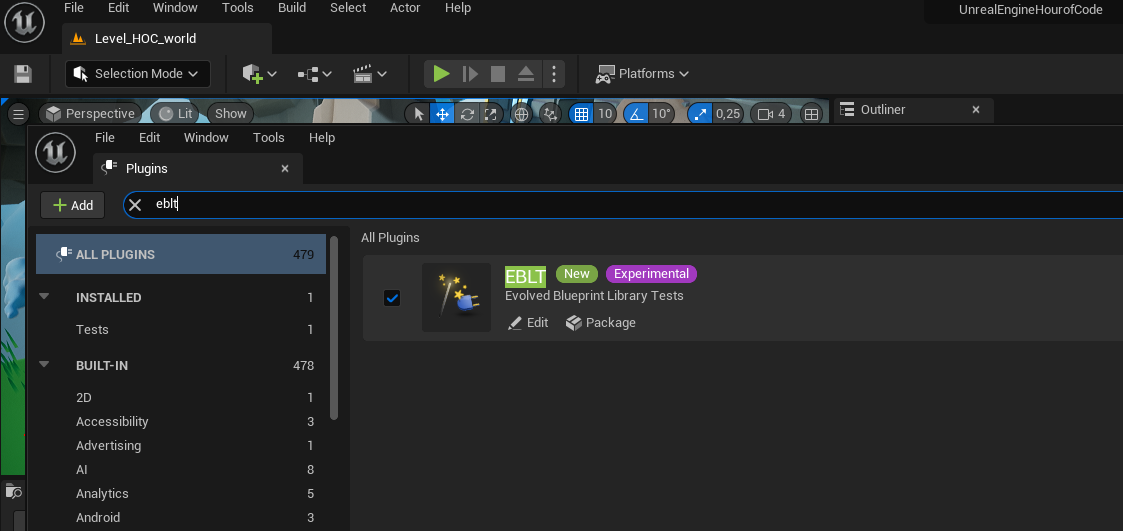 File Edit Window Tools Build Select Actor Help
UnrealEngineHourofCode
Level_HOC_world
Selection Mode
Platforms
Perspective Lit Show 10 10° 0,25 4
Outliner
File Edit Window Tools Help
Plugins
Add
eblt
ALL PLUGINS 479
All Plugins
INSTALLED 1
Tests 1
BUILT-IN 478
2D 1
Accessibility 3
Advertising 1
AI 8
Analytics 5
Android 3
EBLT New Experimental
Evolved Blueprint Library Tests
Edit Package